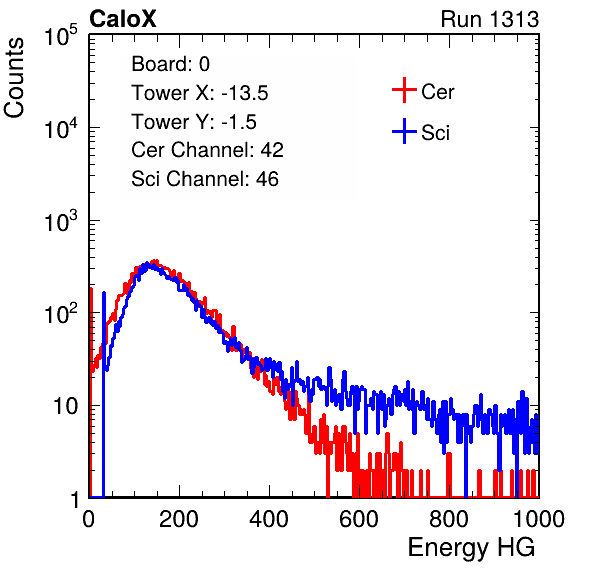 CaloX Run 1313
Counts
10^5
10^4
10^3
10^2
10
1
Board: 0
Tower X: -13.5
Tower Y: -1.5
Cer Channel: 42
Sci Channel: 46
Cer
Sci
0 200 400 600 800 1000
Energy HG